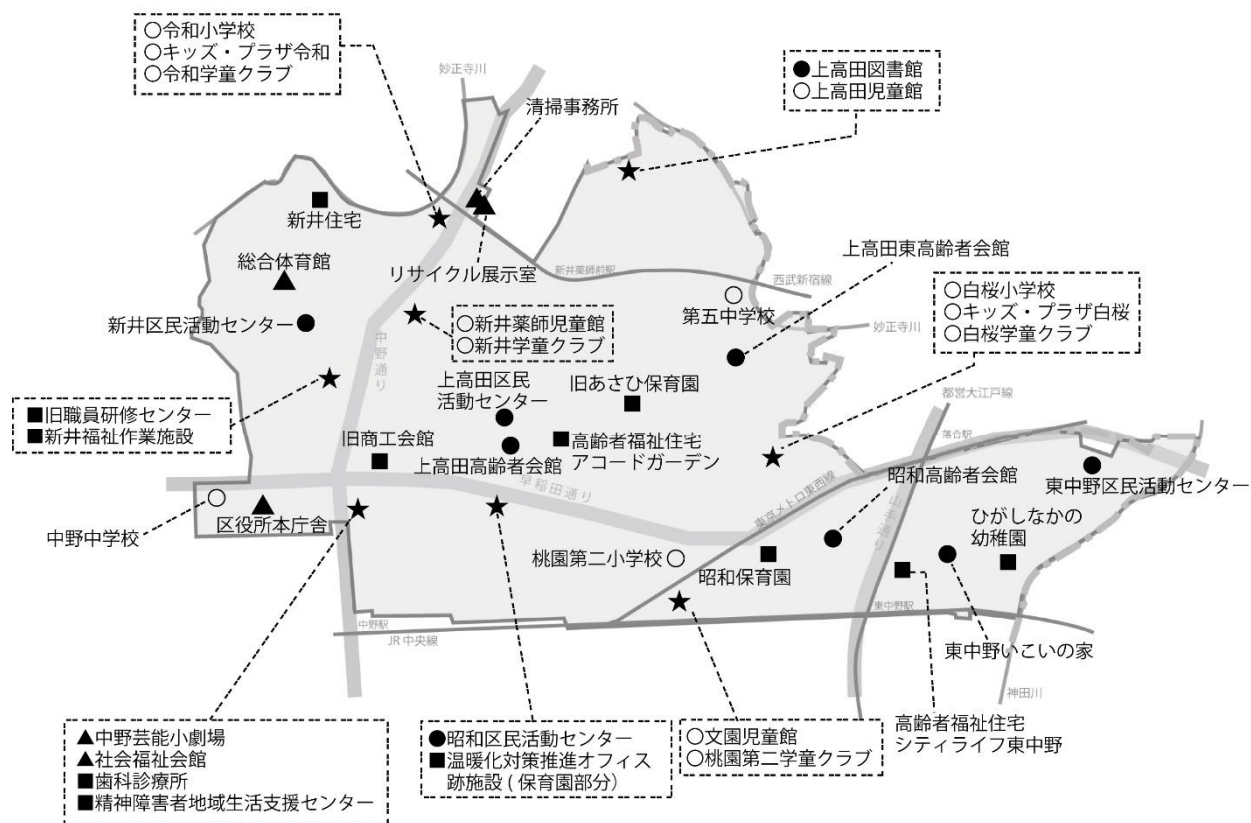 ○令和小学校
○キッズ・プラザ令和
○令和学童クラブ
妙正寺川
清掃事務所
●上高田図書館
○上高田児童館
新井住宅
総合体育館
リサイクル展示室
新井薬師前駅
西武新宿線
上高田東高齢者会館
○白桜小学校
○キッズ・プラザ白桜
○白桜学童クラブ
新井区民活動センター
中野通り
○新井薬師児童館
○新井学童クラブ
第五中学校
妙正寺川
上高田区民
活動センター
旧あさひ保育園
都営大江戸線
■旧職員研修センター
■新井福祉作業施設
旧商工会館
上高田高齢者会館
高齢者福祉住宅
アコードガーデン
落合駅
昭和高齢者会館
東中野区民活動センター
早稲田通り
東京メトロ東西線
山手通り
区役所本庁舎
中野中学校
桃園第二小学校
昭和保育園
ひがしなかの
幼稚園
中野駅
JR中央線
東中野駅
東中野いこいの家
神田川
高齢者福祉住宅
シティライフ東中野
▲中野芸能小劇場
▲社会福祉会館
■歯科診療所
■精神障害者地域生活支援センター
●昭和区民活動センター
■温暖化対策推進オフィス
跡施設(保育園部分)
○文園児童館
○桃園第二学童クラブ